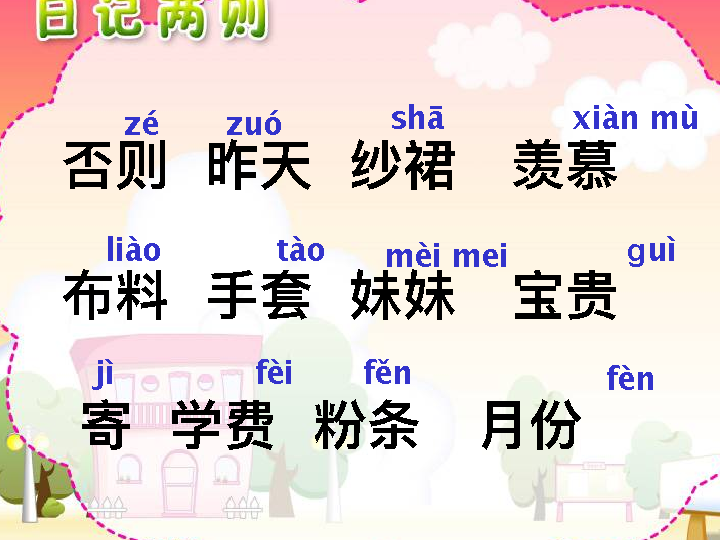 日记两则
zé zuó shā xiàn mù
否则 昨天 纱裙 羡慕
liào tào mèi mei guì
布料 手套 妹妹 宝贵
jì fèi fěn fèn
寄 学费 粉条 月份